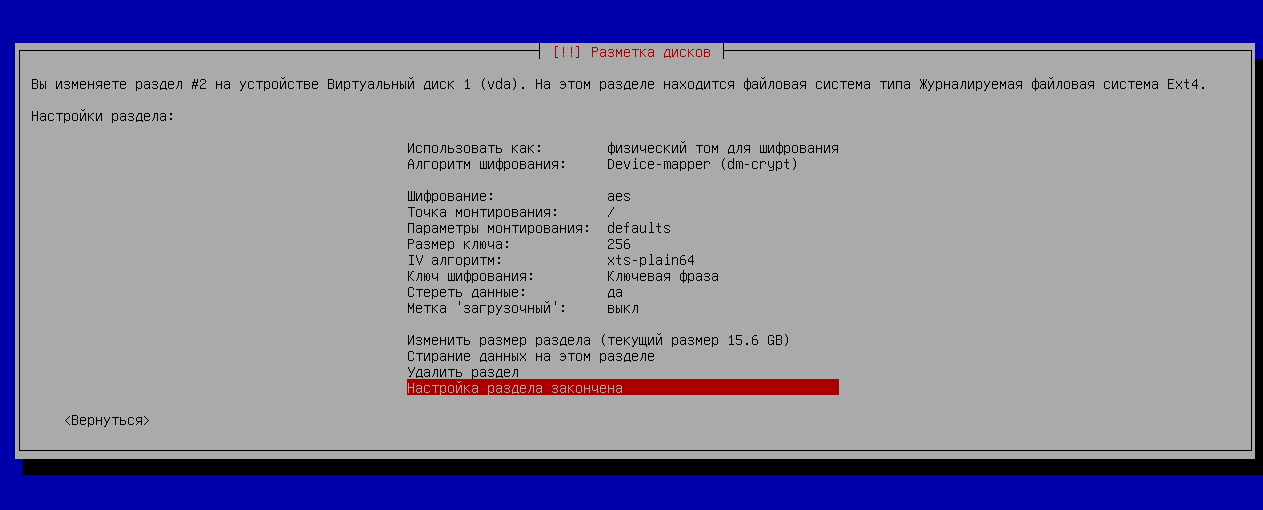 [!!] Разметка дисков
Вы изменяете раздел #2 на устройстве Виртуальный диск 1 (vda). На этом разделе находится файловая система типа Журналируемая файловая система Ext4.
Настройки раздела:
Использовать как: физический том для шифрования
Алгоритм шифрования: Device-mapper (dm-crypt)
Шифрование: aes
Точка монтирования: /
Параметры монтирования: defaults
Размер ключа: 256
IV алгоритм: xts-plain64
Ключ шифрования: Ключевая фраза
Стереть данные: да
Метка 'загрузочный': выкл
Изменить размер раздела (текущий размер 15.6 GB)
Стирание данных на этом разделе
Удалить раздел
Настройка раздела закончена
<Вернуться>